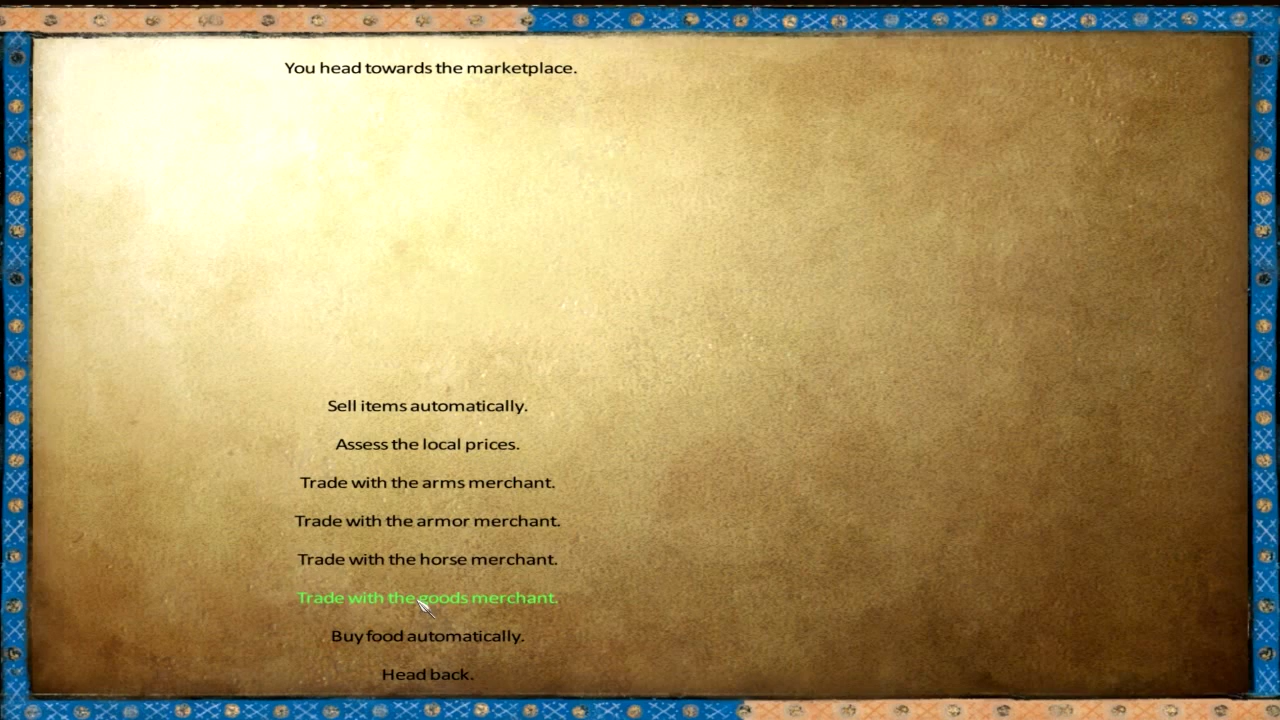 You head towards the marketplace.
Sell items automatically.
Assess the local prices.
Trade with the arms merchant.
Trade with the armor merchant.
Trade with the horse merchant.
Trade with the goods merchant.
Buy food automatically.
Head back.